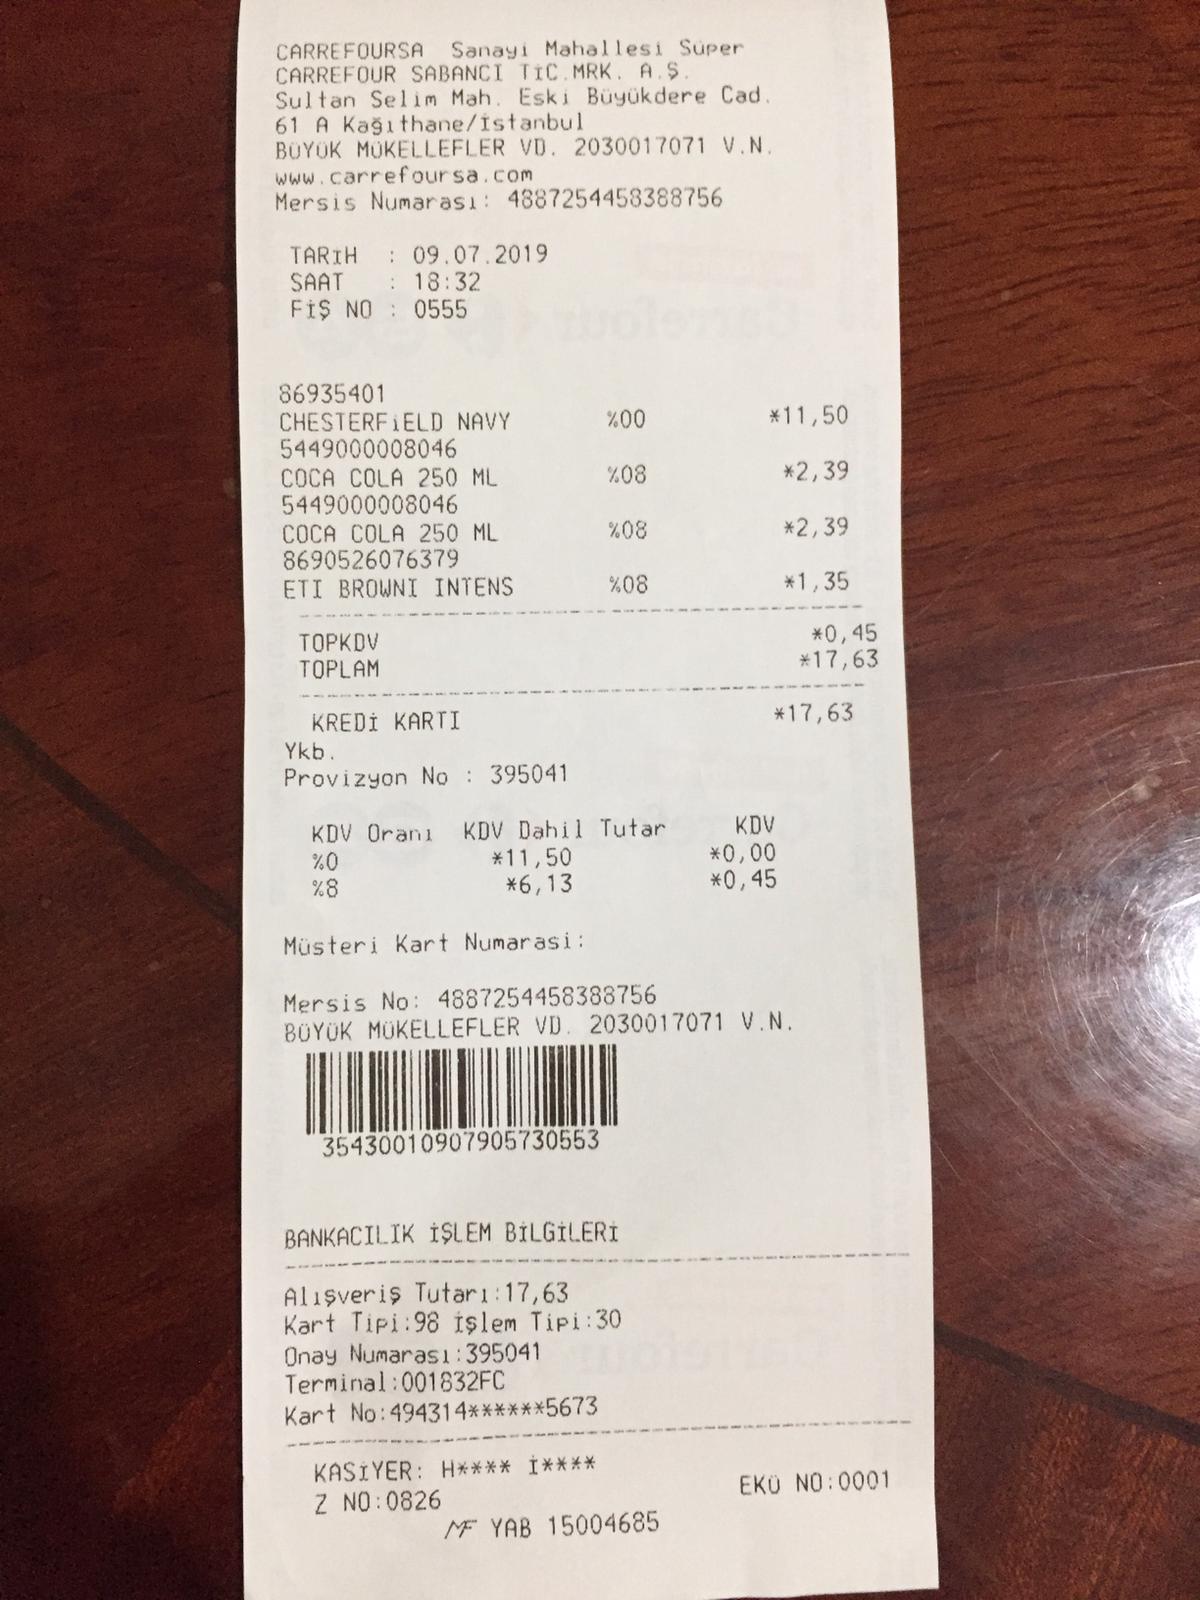 CARREFOURSA Sanayi Mahallesi Süper
CARREFOUR SABANCI TİC.MRK. A.Ş.
Sultan Selim Mah. Eski Büyükdere Cad.
61 A Kağıthane/İstanbul
BÜYÜK MÜKELLEFLER VD. 2030017071 V.N.
www.carrefoursa.com
Mersis Numarası: 4887254458388756
TARİH : 09.07.2019
SAAT : 18:32
FİŞ NO : 0555
86935401
CHESTERFiELD NAVY %00 *11,50
5449000008046
COCA COLA 250 ML %08 *2,39
5449000008046
COCA COLA 250 ML %08 *2,39
8690526076379
ETI BROWNI INTENS %08 *1,35
TOPKDV *0,45
TOPLAM *17,63
KREDİ KARTI *17,63
Ykb.
Provizyon No : 395041
KDV Oranı KDV Dahil Tutar KDV
%0 *11,50 *0,00
%8 *6,13 *0,45
Müsteri Kart Numarasi:
Mersis No: 4887254458388756
BÜYÜK MÜKELLEFLER VD. 2030017071 V.N.
35430010907905730553
BANKACILIK İŞLEM BİLGİLERİ
Alışveriş Tutarı:17,63
Kart Tipi:98 İşlem Tipi:30
Onay Numarası:395041
Terminal:001832FC
Kart No:494314******5673
KASİYER: H**** İ****
Z NO:0826 EKÜ NO:0001
MF YAB 15004685